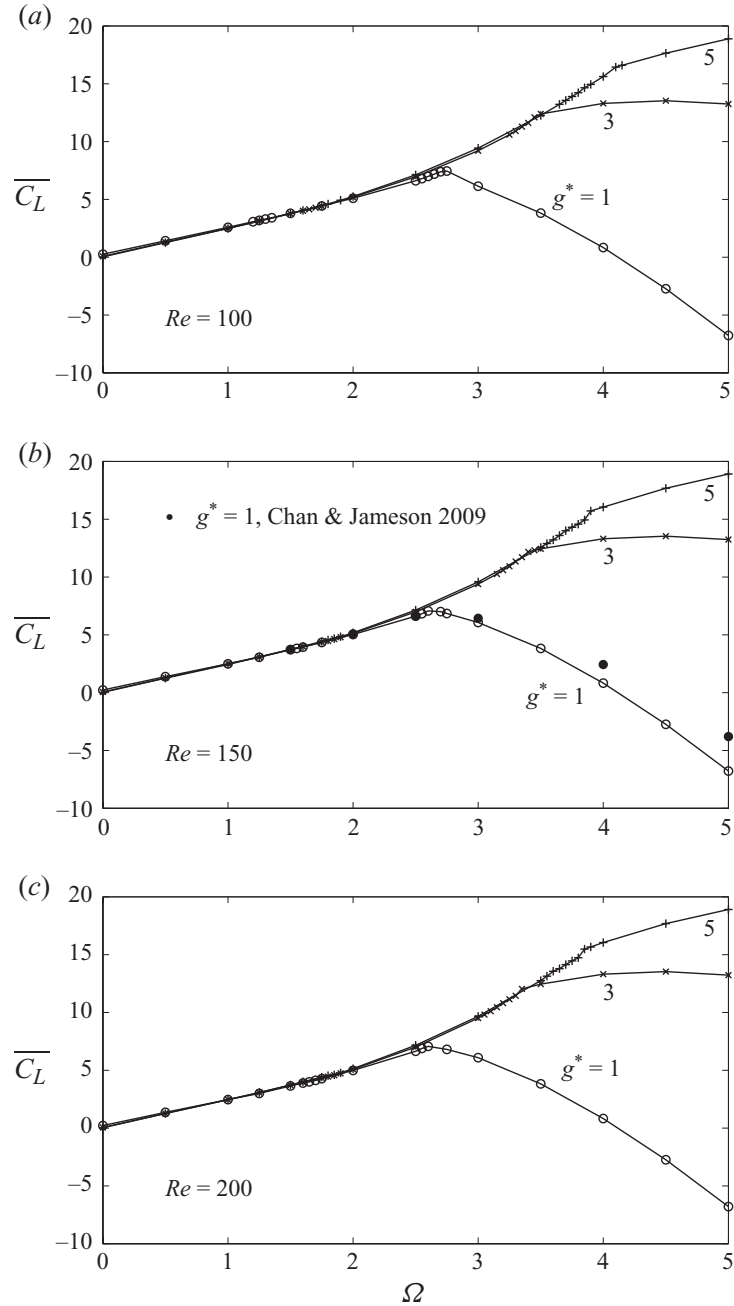 (a)
20
15
10
5
0
–5
–10
C_L
5
3
g* = 1
Re = 100
0 1 2 3 4 5
(b)
20
15
10
5
0
–5
–10
C_L
g* = 1, Chan & Jameson 2009
5
3
g* = 1
Re = 150
0 1 2 3 4 5
(c)
20
15
10
5
0
–5
–10
C_L
5
3
g* = 1
Re = 200
0 1 2 3 4 5
Ω